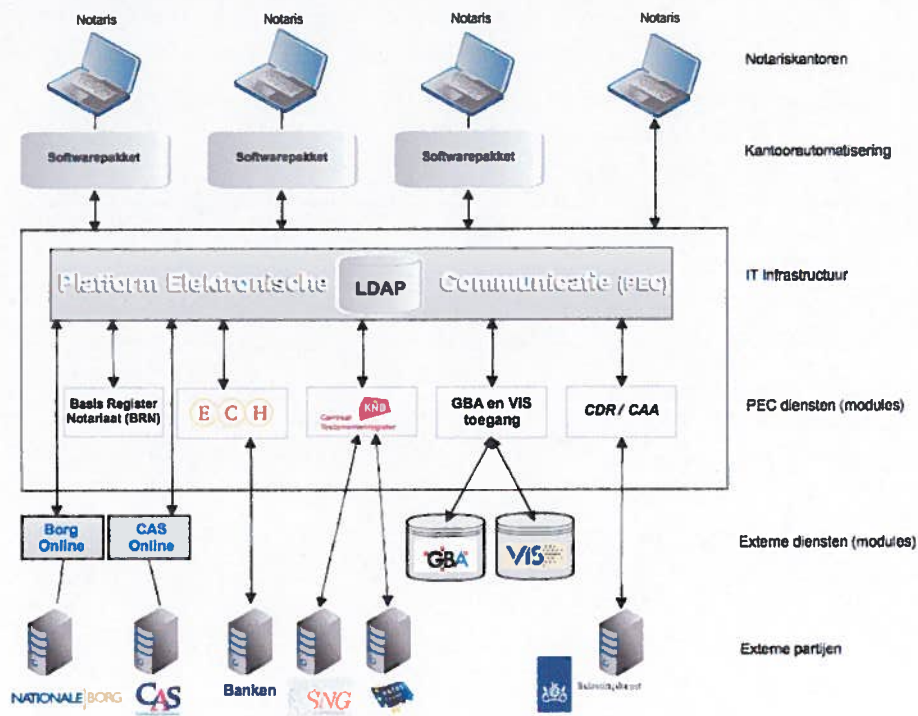 Notaris
Notaris
Notaris
Notaris
Notariskantoren
Softwarepakket
Softwarepakket
Softwarepakket
Kantoorautomatisering
Platform Elektronische
LDAP
Communicatie (PEC)
IT Infrastructuur
Basis Register
Notariaat (BRN)
ECH
KNB
Centraal
Testamentenregister
GBA en VIS
toegang
CDR / CAA
PEC diensten (modules)
Borg
Online
CAS
Online
GBA
VIS
Externe diensten (modules)
Externe partijen
NATIONALE BORG
CAS
Banken
SNG